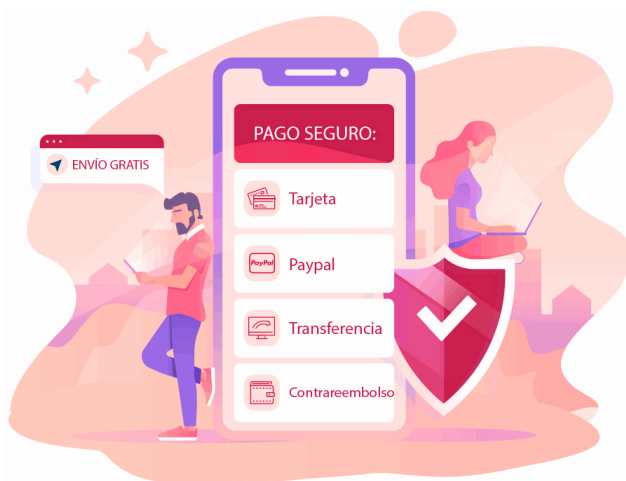 PAGO SEGURO:
ENVÍO GRATIS
Tarjeta
PayPal
Paypal
Transferencia
Contrareembolso